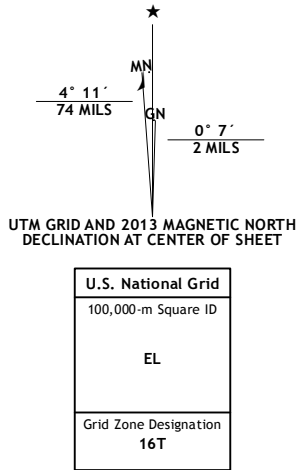 ★
MN
4° 11´
74 MILS
GN
0° 7´
2 MILS
UTM GRID AND 2013 MAGNETIC NORTH
DECLINATION AT CENTER OF SHEET
U.S. National Grid
100,000-m Square ID
EL
Grid Zone Designation
16T